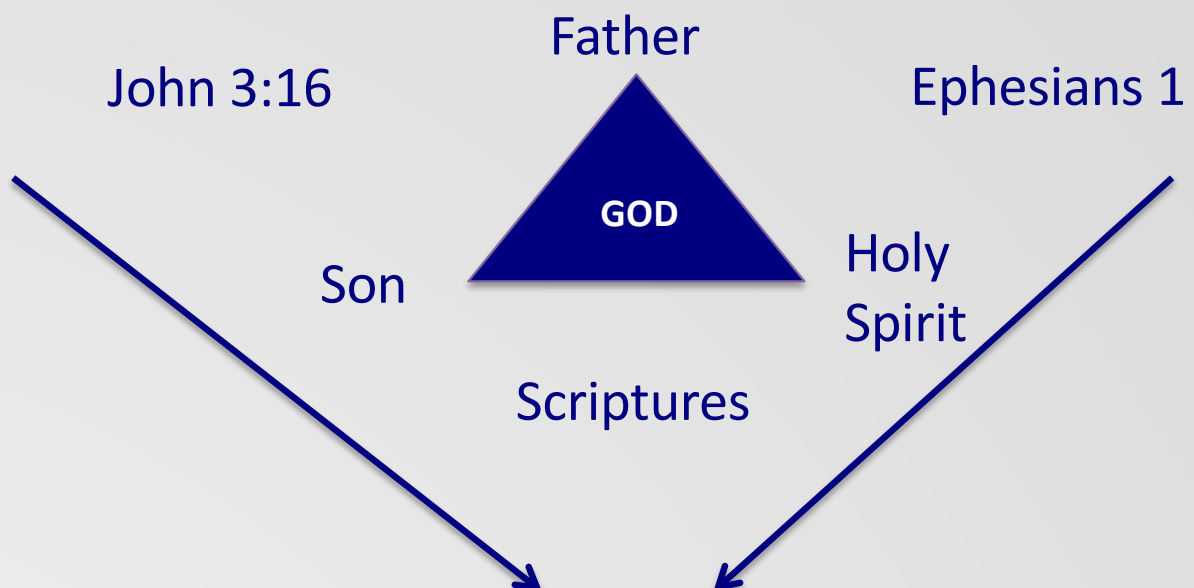 Father
John 3:16
Ephesians 1
GOD
Son
Holy
Spirit
Scriptures